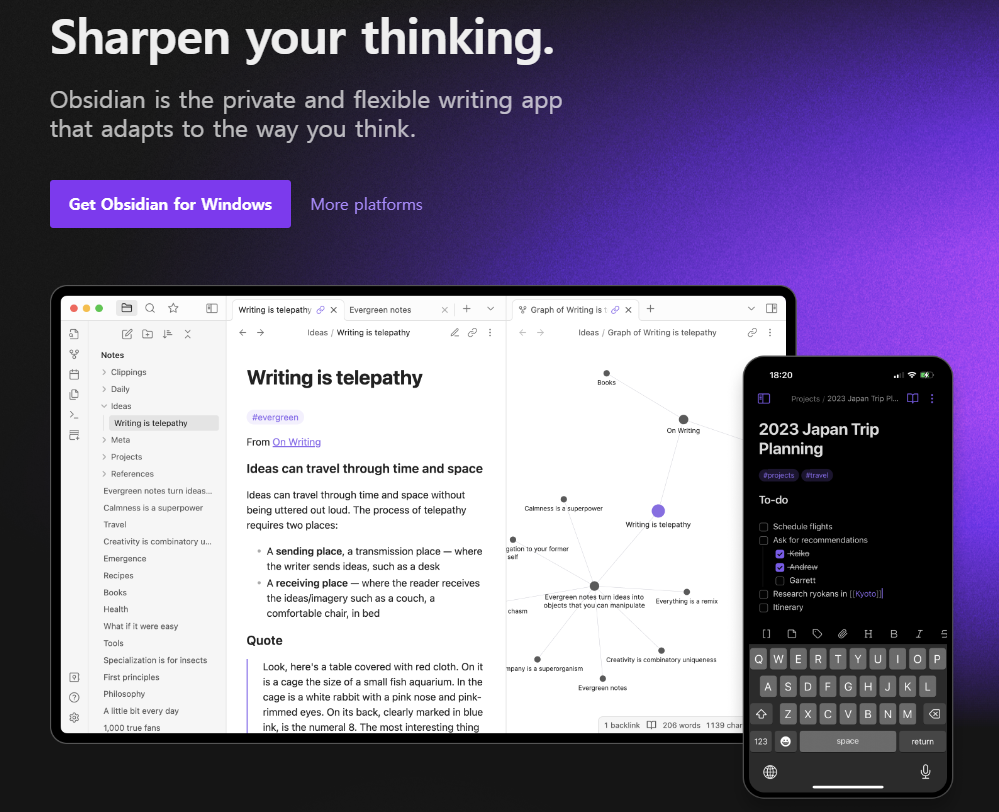 Sharpen your thinking.
Obsidian is the private and flexible writing app
that adapts to the way you think.
Get Obsidian for Windows
More platforms
Writing is telepathy
Evergreen notes
Graph of Writing is t
Ideas / Writing is telepathy
Ideas / Graph of Writing is telepathy
Notes
Clippings
Daily
Ideas
Writing is telepathy
Meta
Projects
References
Evergreen notes turn ideas...
Calmness is a superpower
Travel
Creativity is combinatory u...
Emergence
Recipes
Books
Health
What if it were easy
Tools
Specialization is for insects
First principles
Philosophy
A little bit every day
1,000 true fans
Writing is telepathy
#evergreen
From On Writing
Ideas can travel through time and space
Ideas can travel through time and space without
being uttered out loud. The process of telepathy
requires two places:
• A sending place, a transmission place — where
the writer sends ideas, such as a desk
• A receiving place — where the reader receives
the ideas/imagery such as a couch, a
comfortable chair, in bed
Quote
Look, here's a table covered with red cloth. On it
is a cage the size of a small fish aquarium. In the
cage is a white rabbit with a pink nose and pink-
rimmed eyes. On its back, clearly marked in blue
ink, is the numeral 8. The most interesting thing
Books
On Writing
Calmness is a superpower
Writing is telepathy
gation to your former
self
Evergreen notes turn ideas into
objects that you can manipulate
Everything is a remix
chasm
Creativity is combinatory uniqueness
mpany is a superorganism
Evergreen notes
1 backlink
206 words
1139 char
18:20
Projects / 2023 Japan Trip Pl...
2023 Japan Trip
Planning
#projects
#travel
To-do
Schedule flights
Ask for recommendations
Keiko
Andrew
Garrett
Research ryokans in [[Kyoto]]
Itinerary
[] H B I S
Q W E R T Y U I O P
A S D F G H J K L
Z X C V B N M
123
space
return